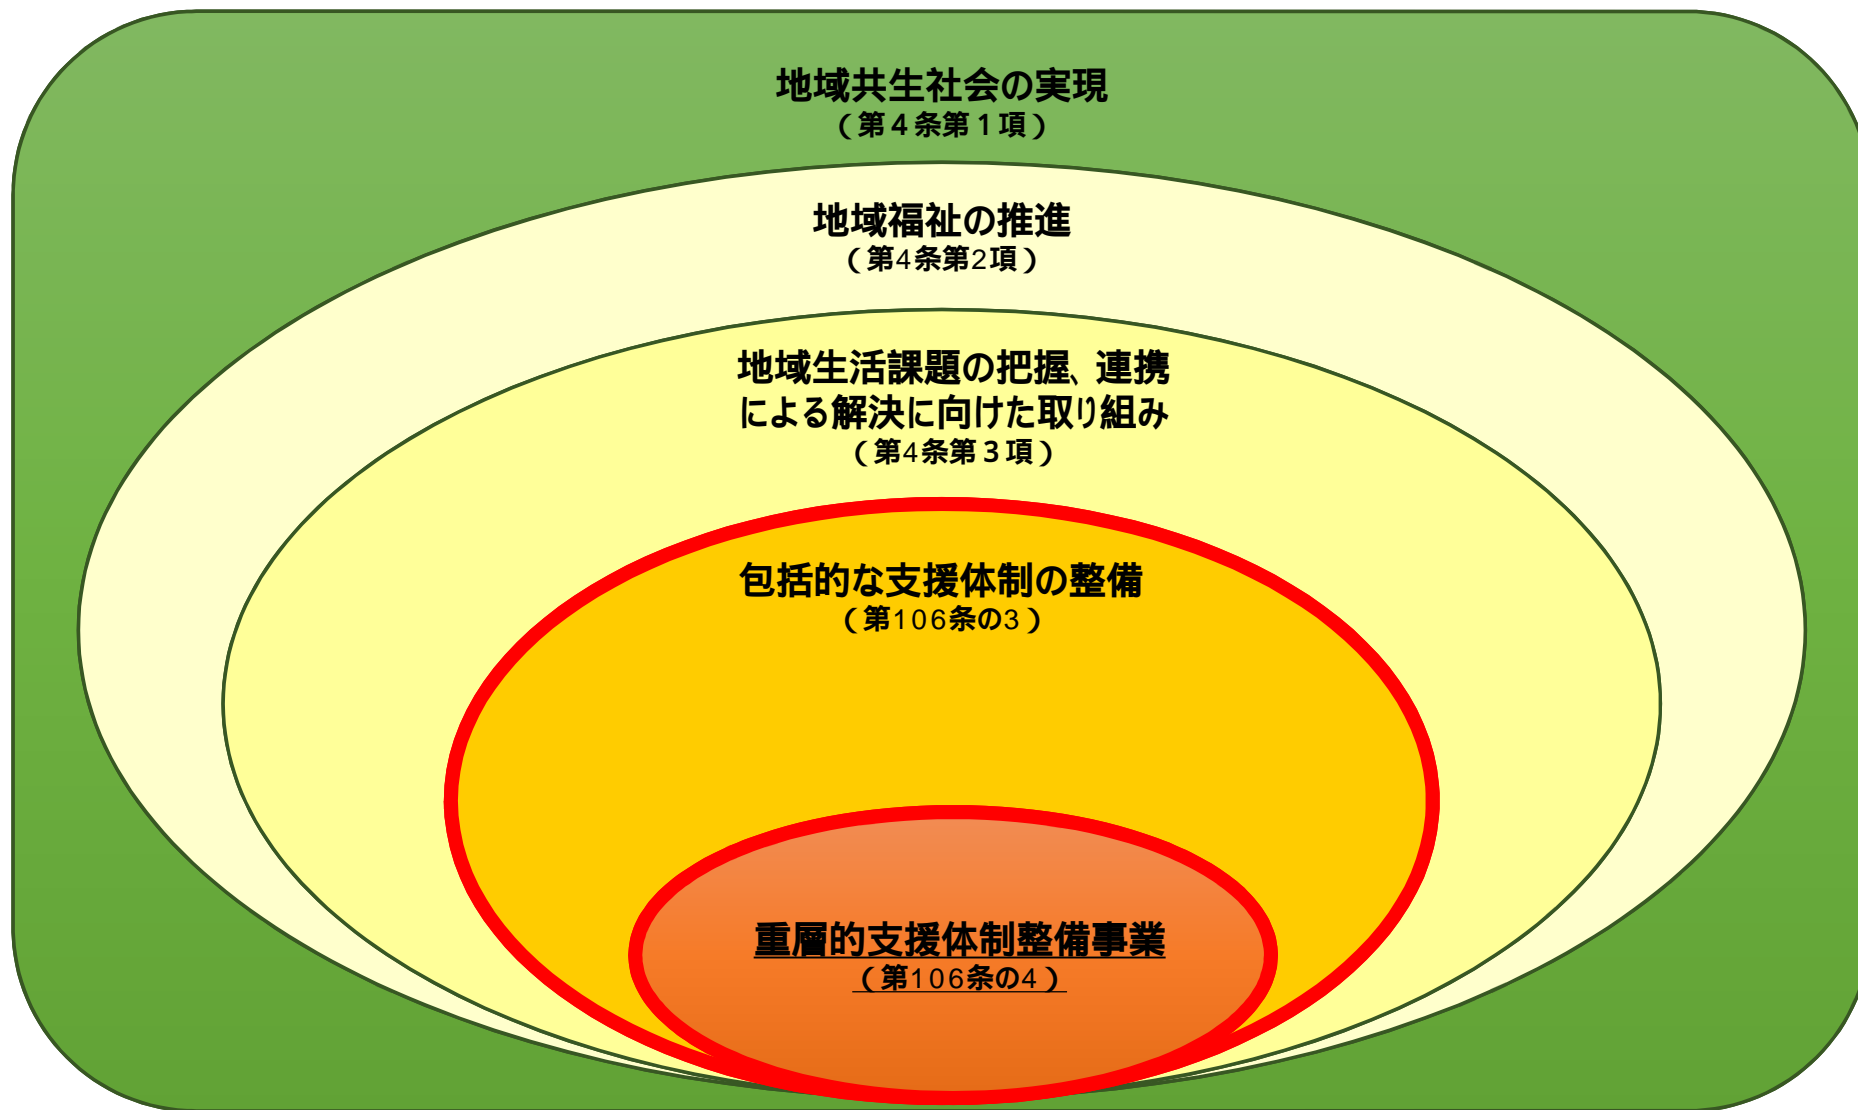 地域共生社会の実現
（第４条第１項）
地域福祉の推進
（第4条第2項）
地域生活課題の把握、連携
による解決に向けた取り組み
（第4条第３項）
包括的な支援体制の整備
（第106条の3）
重層的支援体制整備事業
（第106条の4）